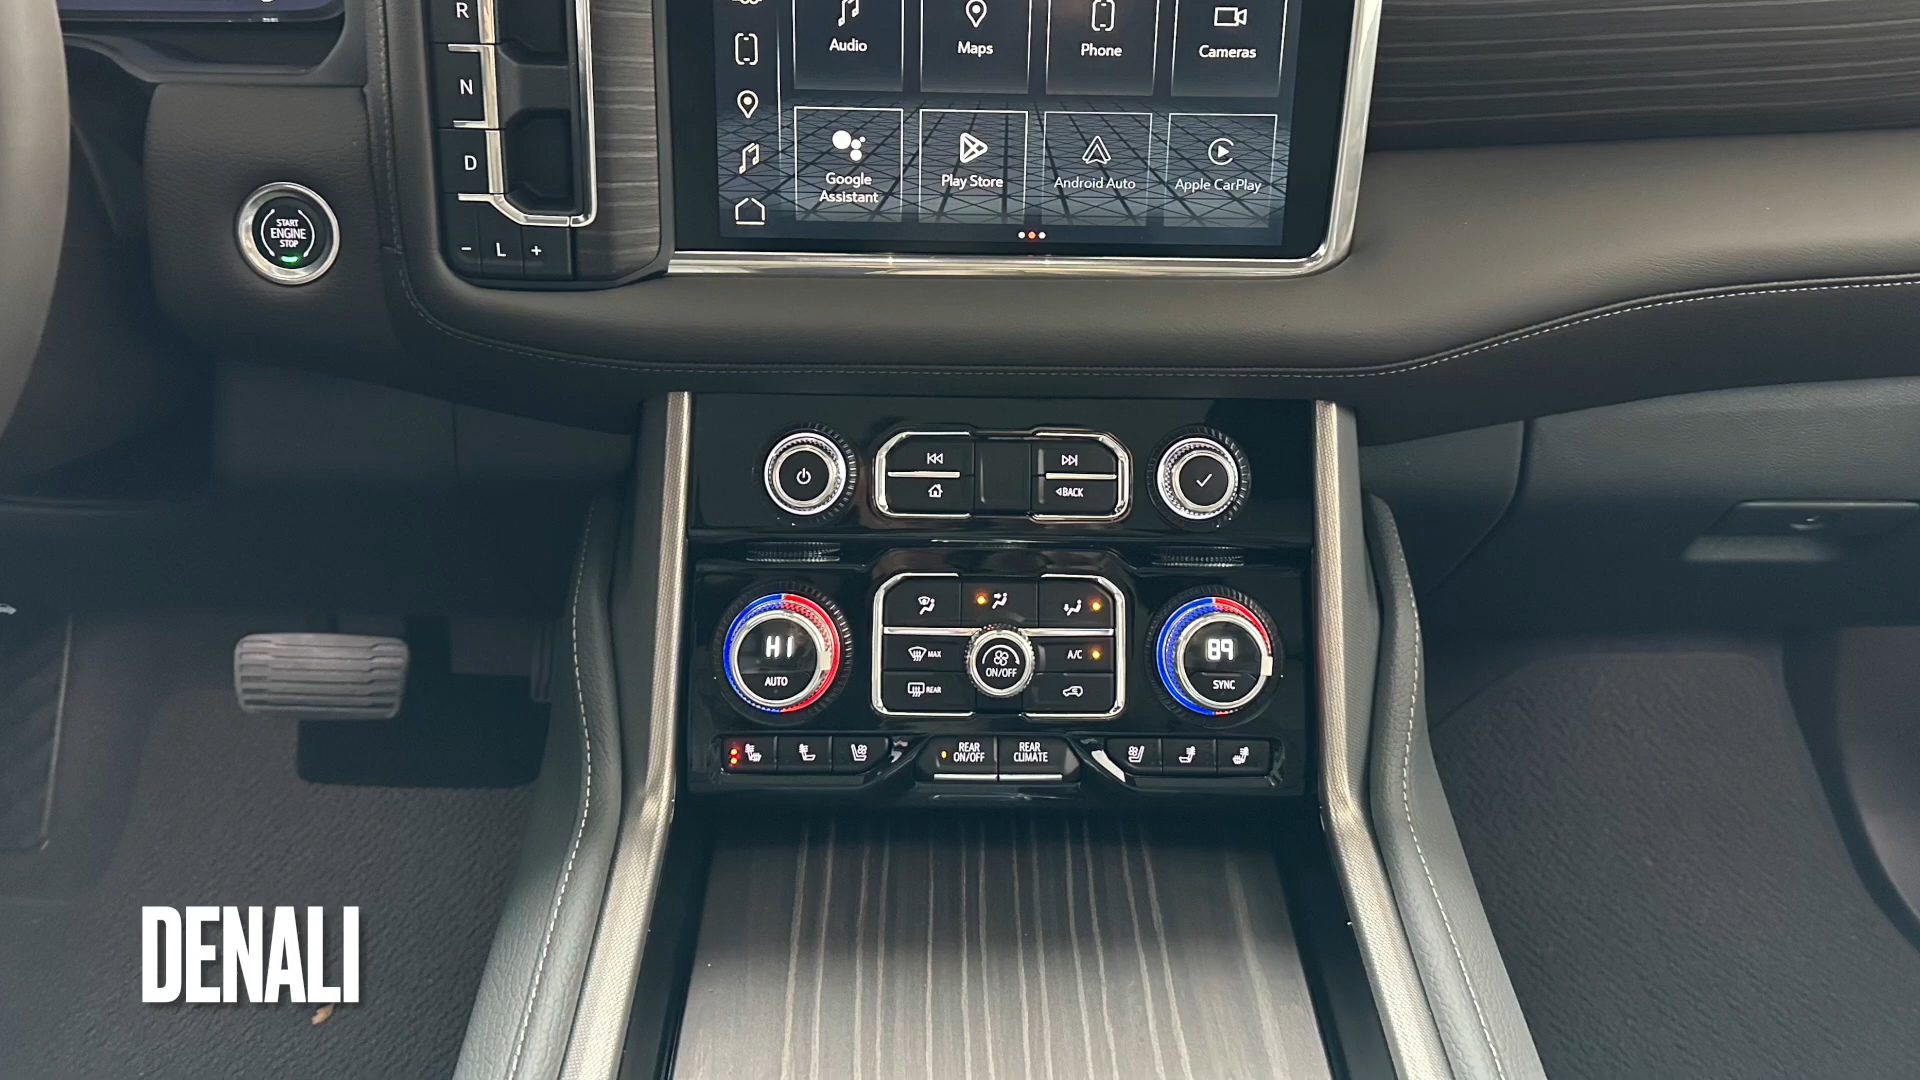 R
N
D
- L +
START
ENGINE
STOP
Audio
Maps
Phone
Cameras
Google
Assistant
Play Store
Android Auto
Apple CarPlay
BACK
HI
AUTO
MAX
REAR
ON/OFF
A/C
89
SYNC
REAR
ON/OFF
REAR
CLIMATE
DENALI